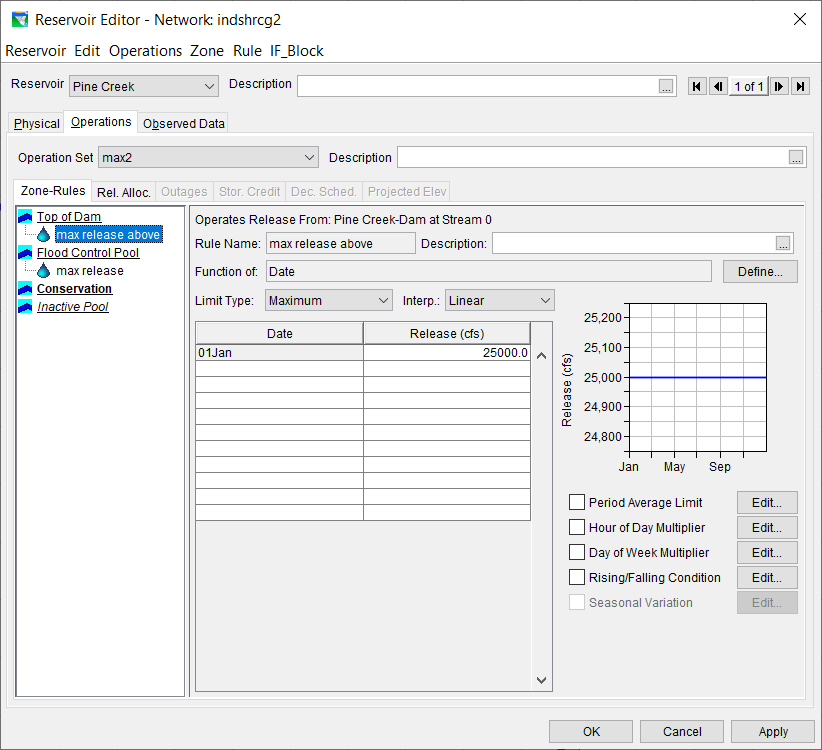 Reservoir Editor - Network: indshrcg2
Reservoir Edit Operations Zone Rule IF_Block
Reservoir Pine Creek Description ... 1 of 1
Physical Operations Observed Data
Operation Set max2 Description ...
Zone-Rules Rel. Alloc. Outages Stor. Credit Dec. Sched. Projected Elev
Top of Dam
max release above
Flood Control Pool
max release
Conservation
Inactive Pool
Operates Release From: Pine Creek-Dam at Stream 0
Rule Name: max release above Description: ...
Function of: Date Define...
Limit Type: Maximum Interp.: Linear
Date Release (cfs)
01Jan 25000.0
Release (cfs)
25,200
25,100
25,000
24,900
24,800
Jan May Sep
Period Average Limit Edit...
Hour of Day Multiplier Edit...
Day of Week Multiplier Edit...
Rising/Falling Condition Edit...
Seasonal Variation Edit...
OK Cancel Apply